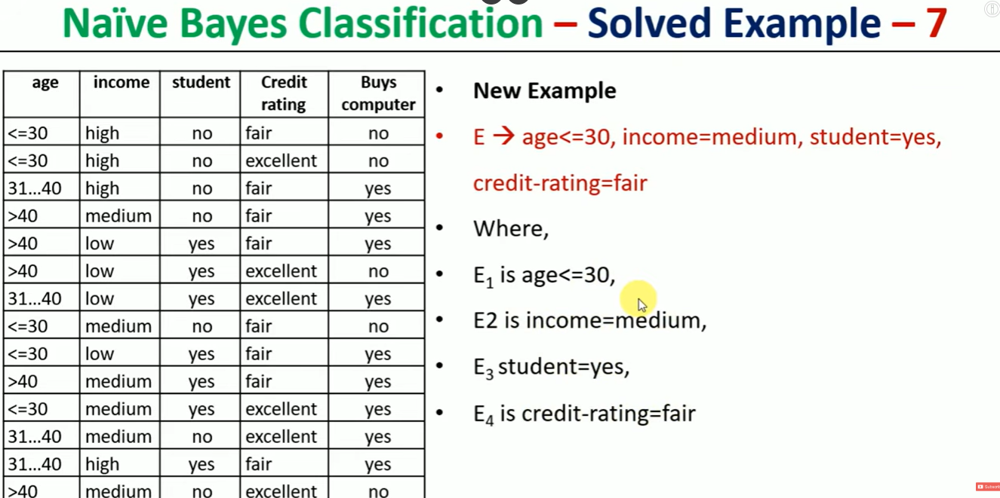 Naïve Bayes Classification – Solved Example – 7
age income student Credit rating Buys computer
<=30 high no fair no
<=30 high no excellent no
31...40 high no fair yes
>40 medium no fair yes
>40 low yes fair yes
>40 low yes excellent no
31...40 low yes excellent yes
<=30 medium no fair no
<=30 low yes fair yes
>40 medium yes fair yes
<=30 medium yes excellent yes
31...40 medium no excellent yes
31...40 high yes fair yes
>40 medium no excellent no
• New Example
• E → age<=30, income=medium, student=yes,
credit-rating=fair
• Where,
• E₁ is age<=30,
• E2 is income=medium,
• E₃ student=yes,
• E₄ is credit-rating=fair